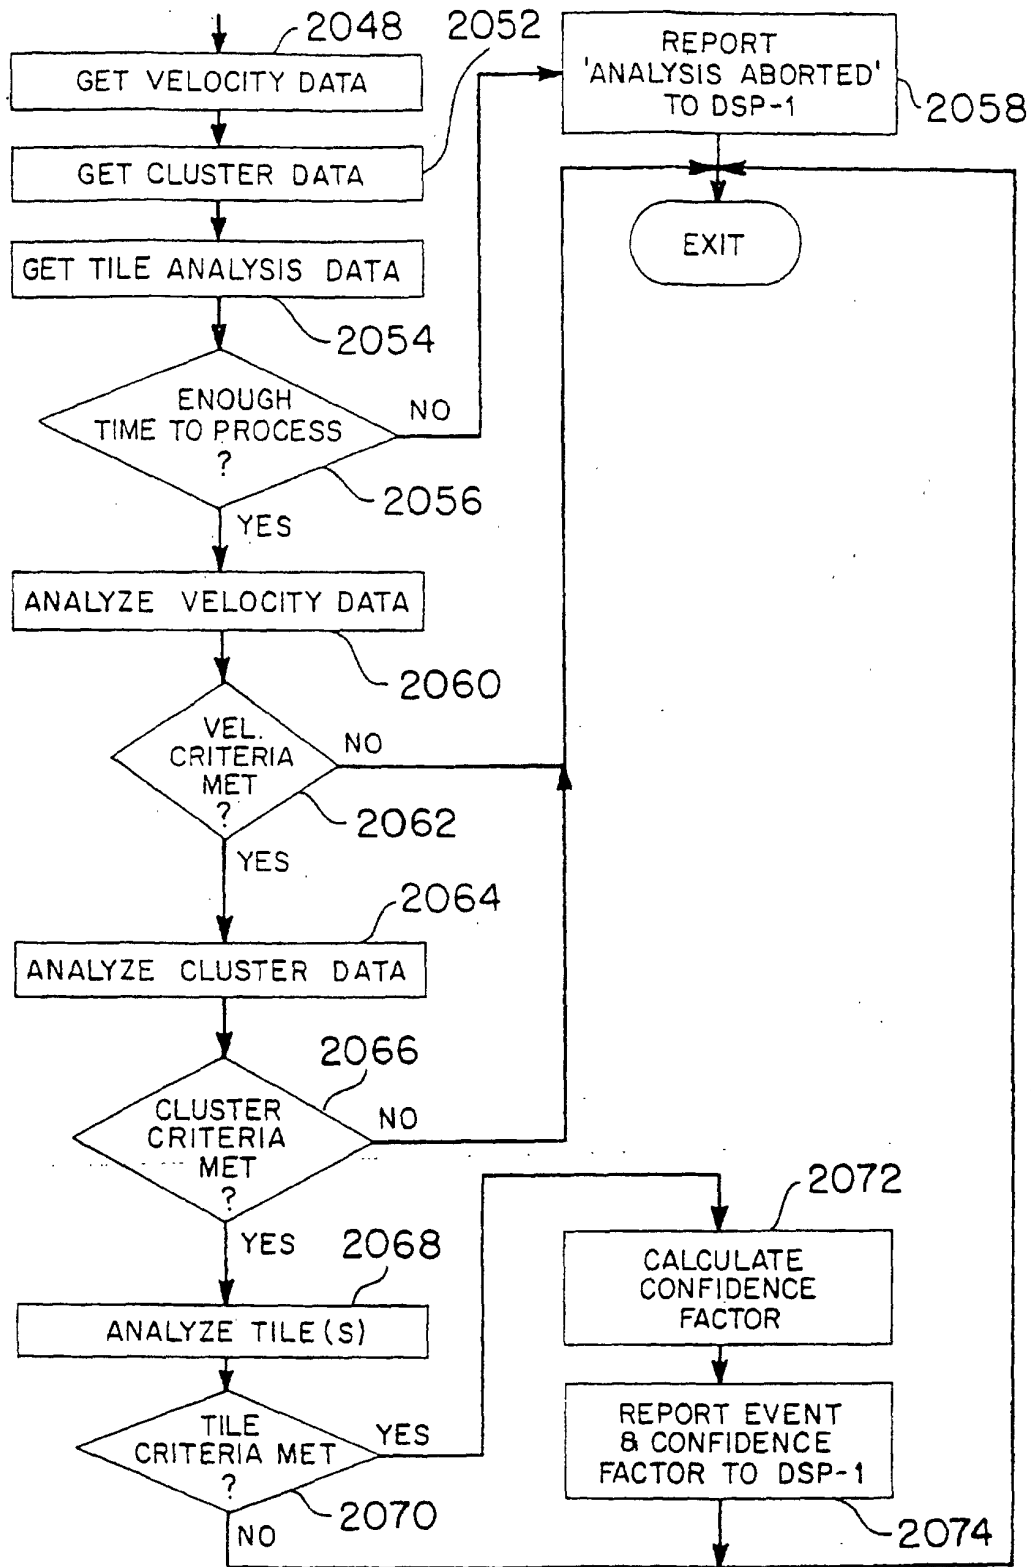 2048
2052
GET VELOCITY DATA
REPORT
'ANALYSIS ABORTED'
TO DSP-1
2058
GET CLUSTER DATA
EXIT
GET TILE ANALYSIS DATA
2054
ENOUGH
TIME TO PROCESS
?
NO
2056
YES
ANALYZE VELOCITY DATA
2060
VEL.
CRITERIA
MET
?
NO
2062
YES
2064
ANALYZE CLUSTER DATA
2066
CLUSTER
CRITERIA
MET
?
NO
YES
2068
ANALYZE TILE(S)
TILE
CRITERIA MET
?
YES
2070
NO
2072
CALCULATE
CONFIDENCE
FACTOR
REPORT EVENT
& CONFIDENCE
FACTOR TO DSP-1
2074